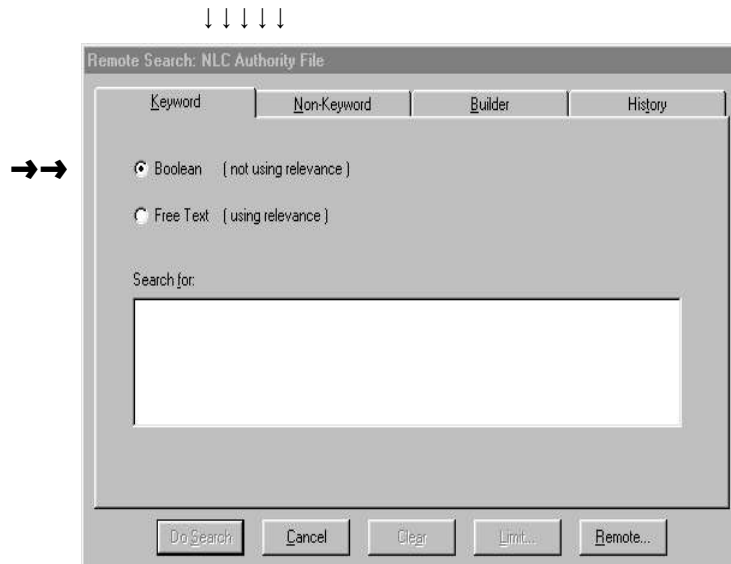 ↓↓↓↓↓
Remote Search: NLC Authority File
Keyword Non-Keyword Builder History
→→ Boolean ( not using relevance )
Free Text ( using relevance )
Search for:
Do Search Cancel Clear Limit... Remote...